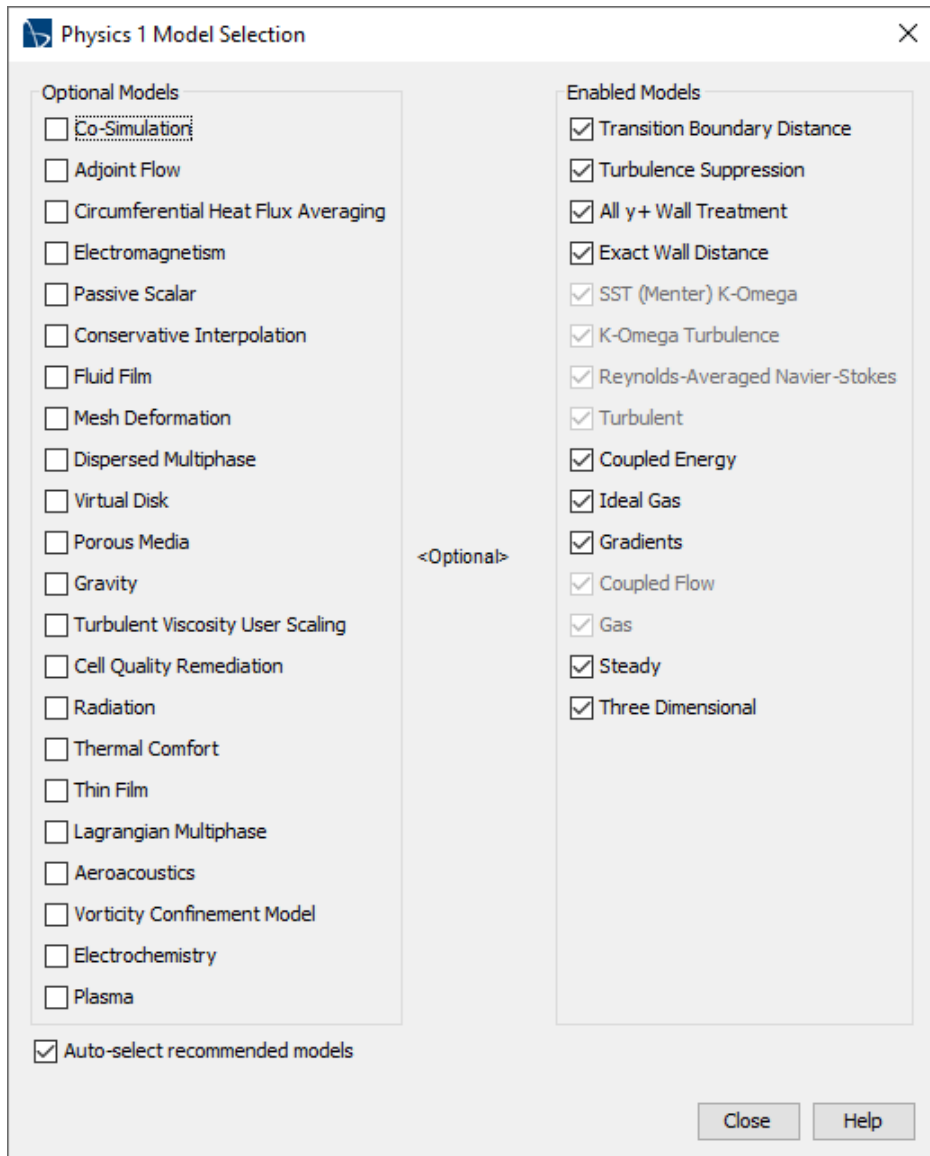 Physics 1 Model Selection
Optional Models
Co-Simulation
Adjoint Flow
Circumferential Heat Flux Averaging
Electromagnetism
Passive Scalar
Conservative Interpolation
Fluid Film
Mesh Deformation
Dispersed Multiphase
Virtual Disk
Porous Media
Gravity
Turbulent Viscosity User Scaling
Cell Quality Remediation
Radiation
Thermal Comfort
Thin Film
Lagrangian Multiphase
Aeroacoustics
Vorticity Confinement Model
Electrochemistry
Plasma
<Optional>
Enabled Models
Transition Boundary Distance
Turbulence Suppression
All y+ Wall Treatment
Exact Wall Distance
SST (Menter) K-Omega
K-Omega Turbulence
Reynolds-Averaged Navier-Stokes
Turbulent
Coupled Energy
Ideal Gas
Gradients
Coupled Flow
Gas
Steady
Three Dimensional
Auto-select recommended models
Close
Help